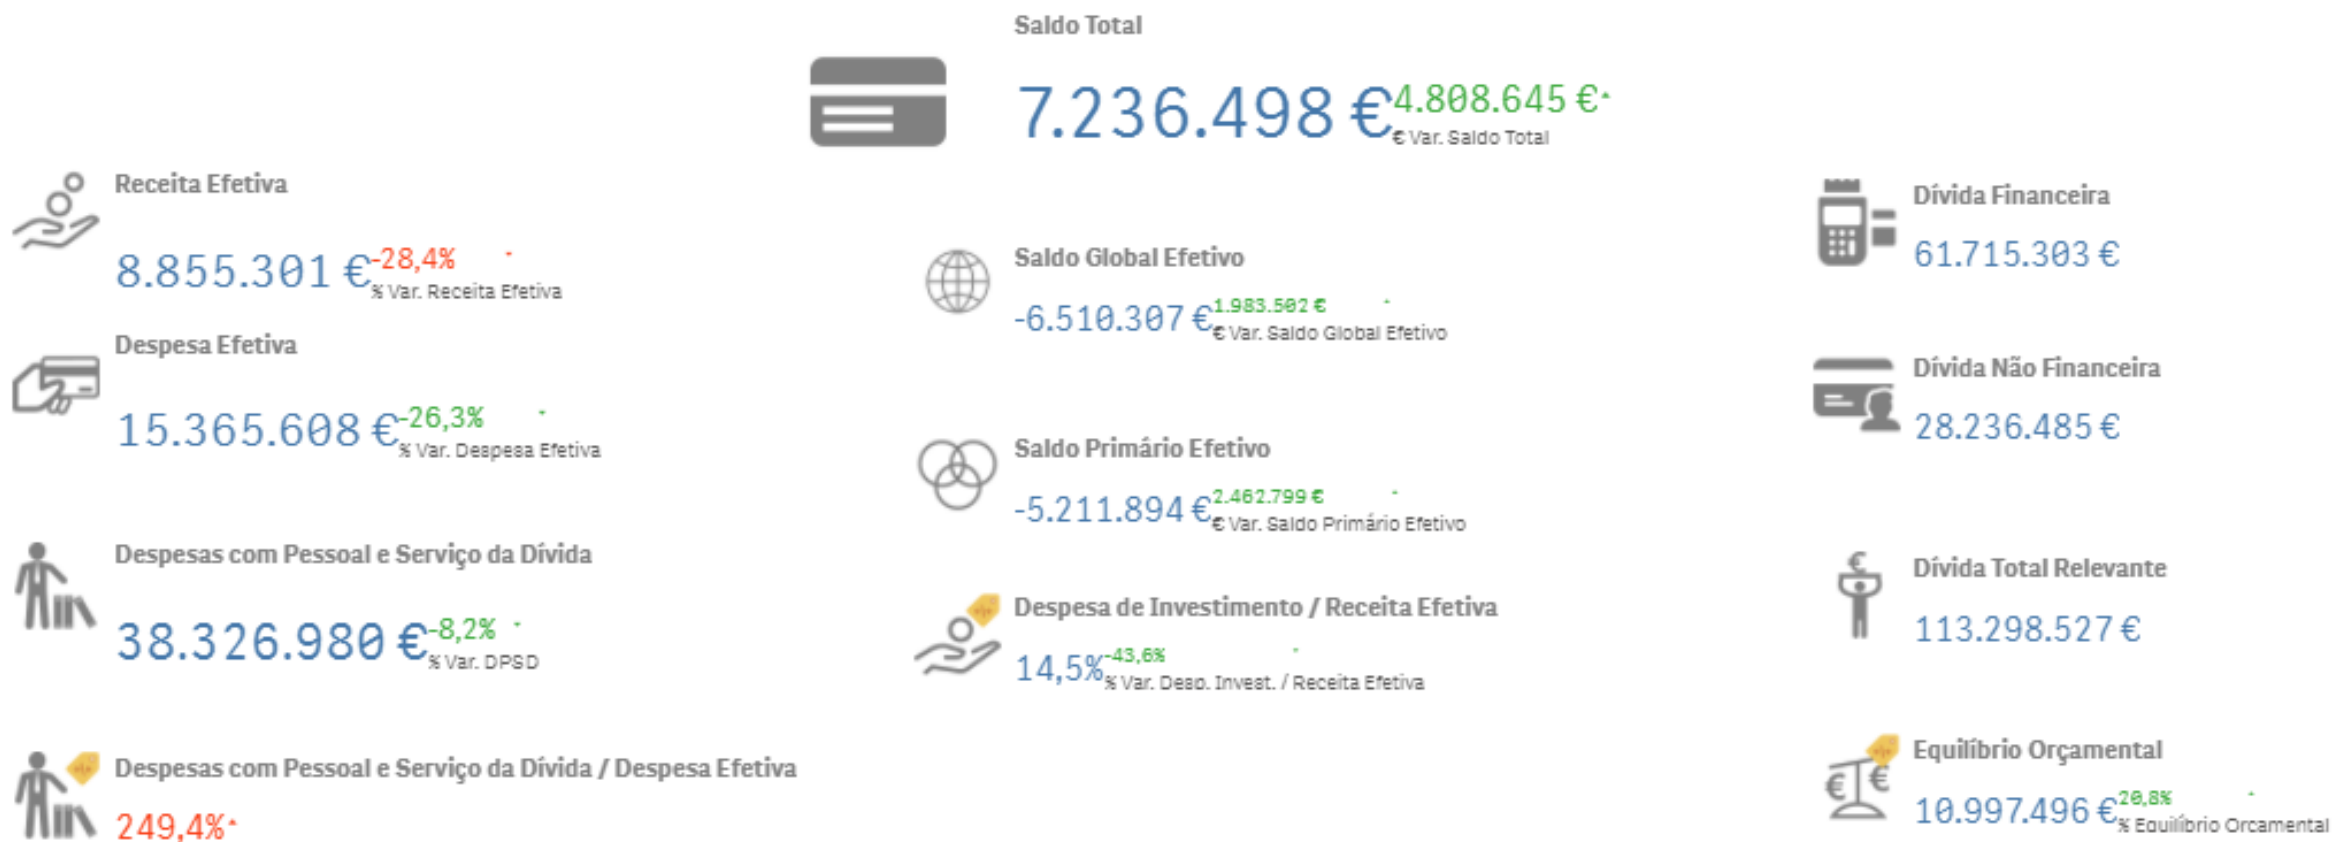 Saldo Total
7.236.498 €
4.808.645 €
€ Var. Saldo Total
Receita Efetiva
8.855.301 €
-28,4%
% Var. Receita Efetiva
Despesa Efetiva
15.365.608 €
-26,3%
% Var. Despesa Efetiva
Despesas com Pessoal e Serviço da Dívida
38.326.980 €
-8,2%
% Var. DPSD
Despesas com Pessoal e Serviço da Dívida / Despesa Efetiva
249,4%
Saldo Global Efetivo
-6.510.307 €
1.983.502 €
€ Var. Saldo Global Efetivo
Saldo Primário Efetivo
-5.211.894 €
2.462.799 €
€ Var. Saldo Primário Efetivo
Despesa de Investimento / Receita Efetiva
14,5%
-43,6%
% Var. Desp. Invest. / Receita Efetiva
Dívida Financeira
61.715.303 €
Dívida Não Financeira
28.236.485 €
Dívida Total Relevante
113.298.527 €
Equilíbrio Orçamental
10.997.496 €
20,8%
% Equilíbrio Orçamental